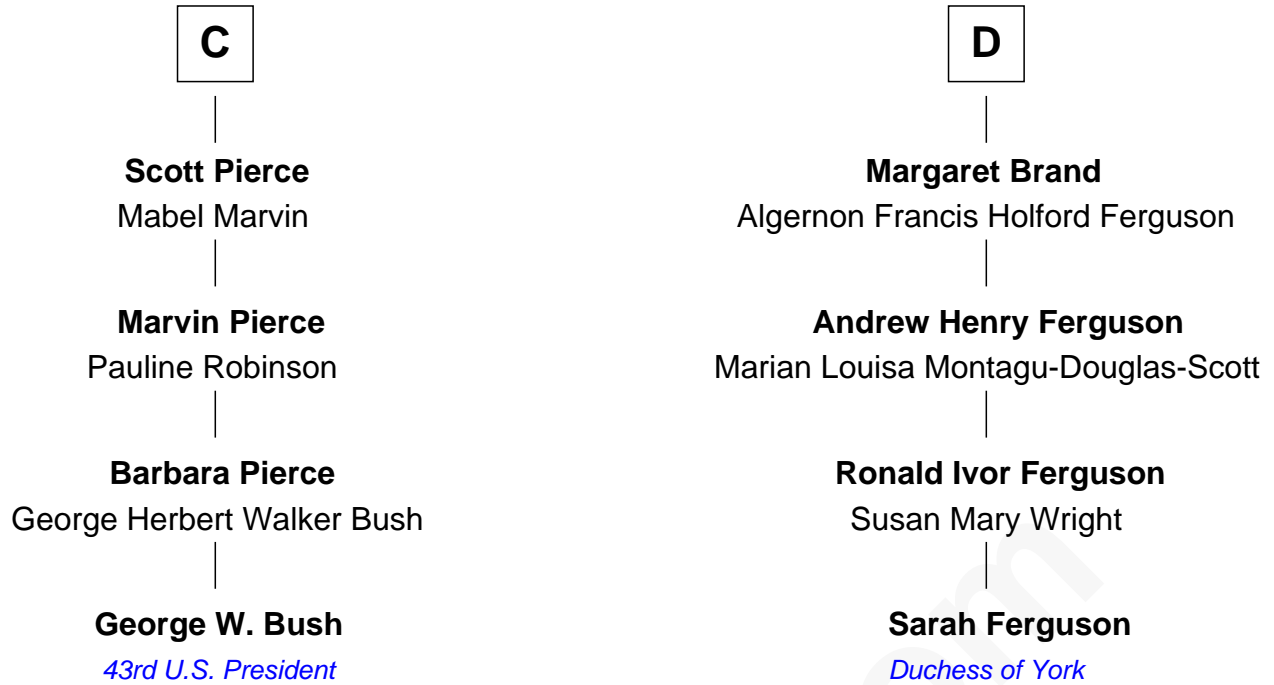 C
Scott Pierce
Mabel Marvin
Marvin Pierce
Pauline Robinson
Barbara Pierce
George Herbert Walker Bush
George W. Bush
43rd U.S. President
D
Margaret Brand
Algernon Francis Holford Ferguson
Andrew Henry Ferguson
Marian Louisa Montagu-Douglas-Scott
Ronald Ivor Ferguson
Susan Mary Wright
Sarah Ferguson
Duchess of York
om